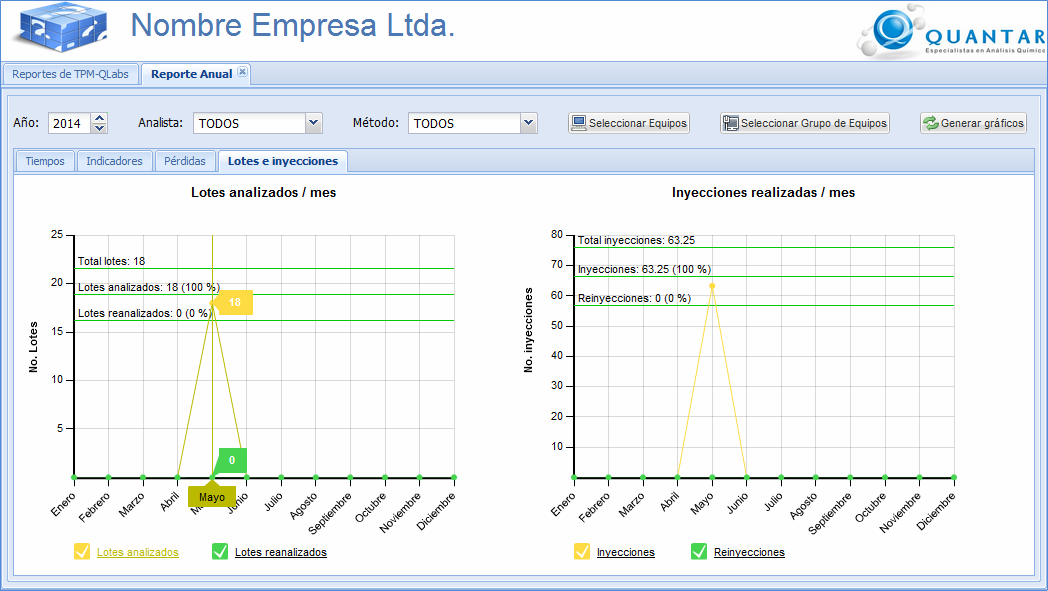 Nombre Empresa Ltda.
QUANTAR
Especialistas en Análisis Químico
Reportes de TPM-QLabs
Reporte Anual
Año: 2014 Analista: TODOS Método: TODOS Seleccionar Equipos Seleccionar Grupo de Equipos Generar gráficos
Tiempos Indicadores Pérdidas Lotes e inyecciones
Lotes analizados / mes
No. Lotes
25
20
15
10
5
Total lotes: 18
Lotes analizados: 18 (100 %)
18
Lotes reanalizados: 0 (0 %)
0
Enero
Febrero
Marzo
Abril
Mayo
Junio
Julio
Agosto
Septiembre
Octubre
Noviembre
Diciembre
Lotes analizados
Lotes reanalizados
Inyecciones realizadas / mes
No. inyecciones
80
70
60
50
40
30
20
10
Total inyecciones: 63.25
Inyecciones: 63.25 (100 %)
Reinyecciones: 0 (0 %)
Enero
Febrero
Marzo
Abril
Mayo
Junio
Julio
Agosto
Septiembre
Octubre
Noviembre
Diciembre
Inyecciones
Reinyecciones